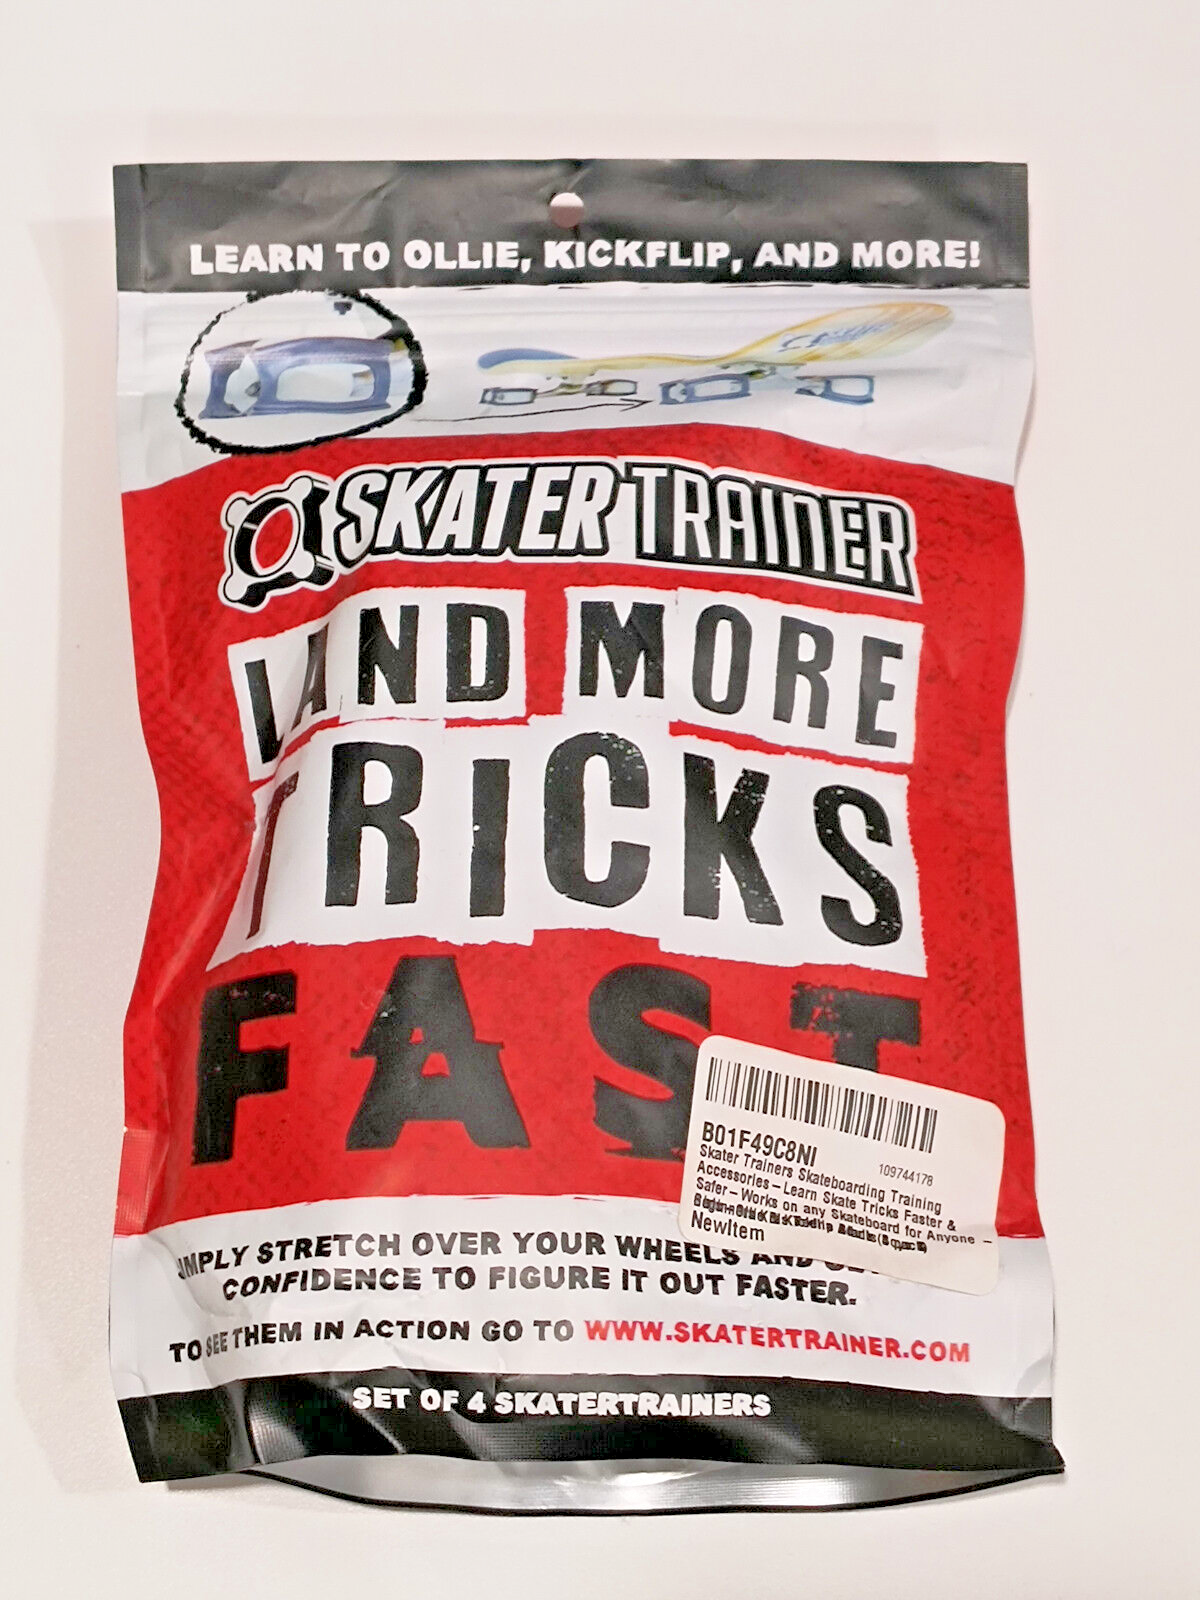 LEARN TO OLLIE, KICKFLIP, AND MORE!
SKATERTRAINER
LAND MORE
TRICKS
FAST
B01F49C8NI
109744178
Skater Trainers Skateboarding Training
Accessories – Learn Skate Tricks Faster &
Safer – Works on any Skateboard for Anyone –
NewItem
SIMPLY STRETCH OVER YOUR WHEELS AND
CONFIDENCE TO FIGURE IT OUT FASTER.
TO SEE THEM IN ACTION GO TO WWW.SKATERTRAINER.COM
SET OF 4 SKATERTRAINERS